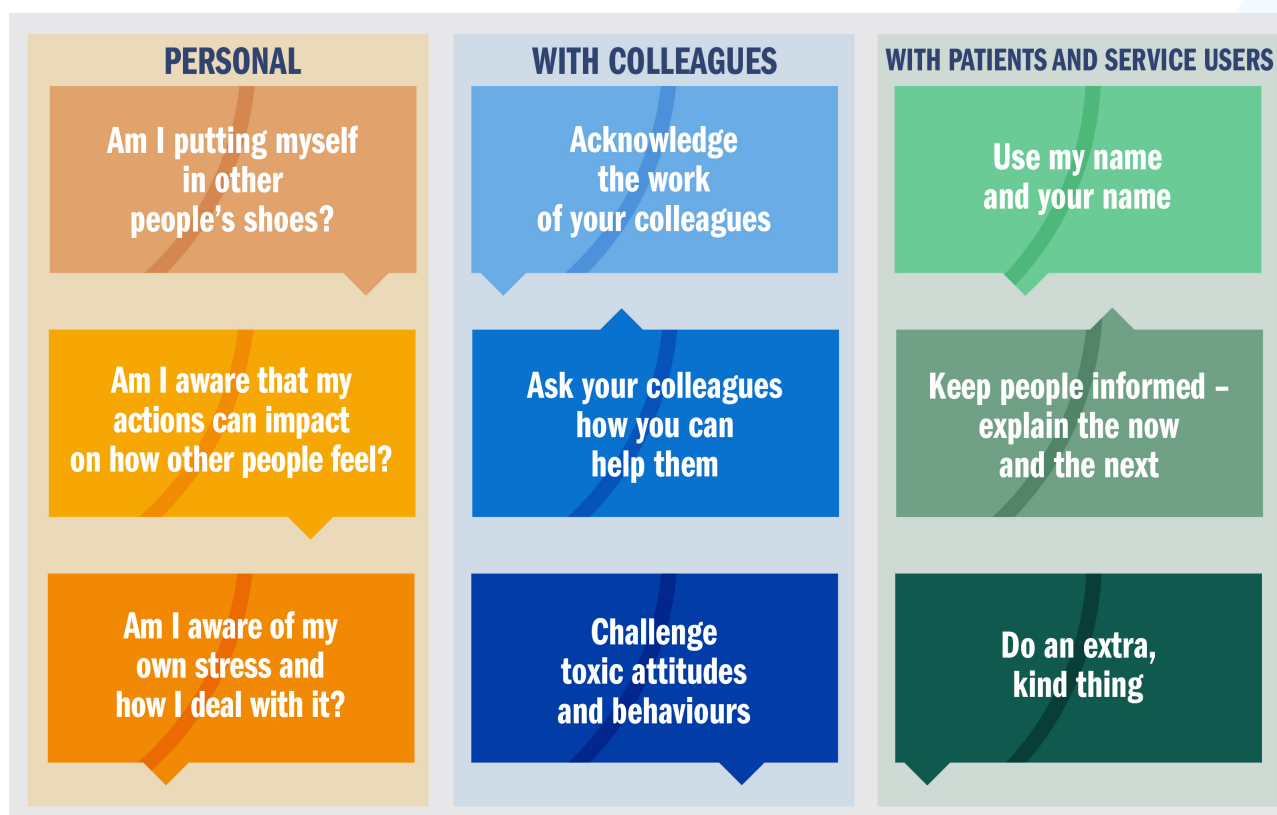 PERSONAL
Am I putting myself
in other
people’s shoes?
Am I aware that my
actions can impact
on how other people feel?
Am I aware of my
own stress and
how I deal with it?
WITH COLLEAGUES
Acknowledge
the work
of your colleagues
Ask your colleagues
how you can
help them
Challenge
toxic attitudes
and behaviours
WITH PATIENTS AND SERVICE USERS
Use my name
and your name
Keep people informed –
explain the now
and the next
Do an extra,
kind thing